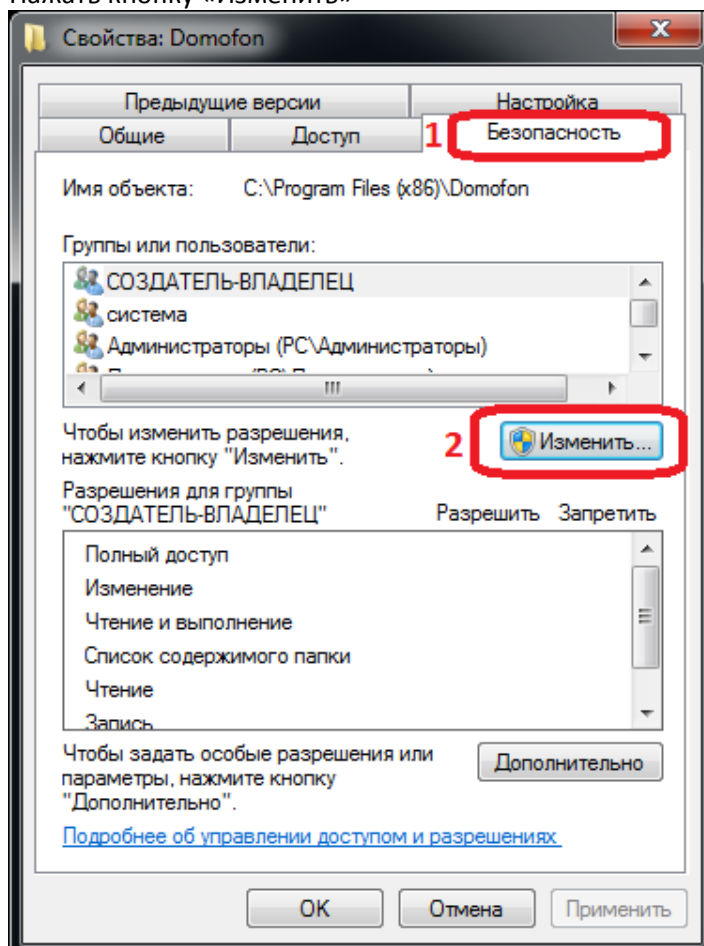 Нажать кнопку «Изменить»
Свойства: Domofon
Предыдущие версии
Настройка
Общие
Доступ
1
Безопасность
Имя объекта: C:\Program Files (x86)\Domofon
Группы или пользователи:
СОЗДАТЕЛЬ-ВЛАДЕЛЕЦ
система
Администраторы (PC\Администраторы)
Чтобы изменить разрешения,
нажмите кнопку "Изменить".
2
Изменить...
Разрешения для группы
"СОЗДАТЕЛЬ-ВЛАДЕЛЕЦ"
Разрешить Запретить
Полный доступ
Изменение
Чтение и выполнение
Список содержимого папки
Чтение
Запись
Чтобы задать особые разрешения или
параметры, нажмите кнопку
"Дополнительно".
Дополнительно
Подробнее об управлении доступом и разрешениях
OK
Отмена
Применить